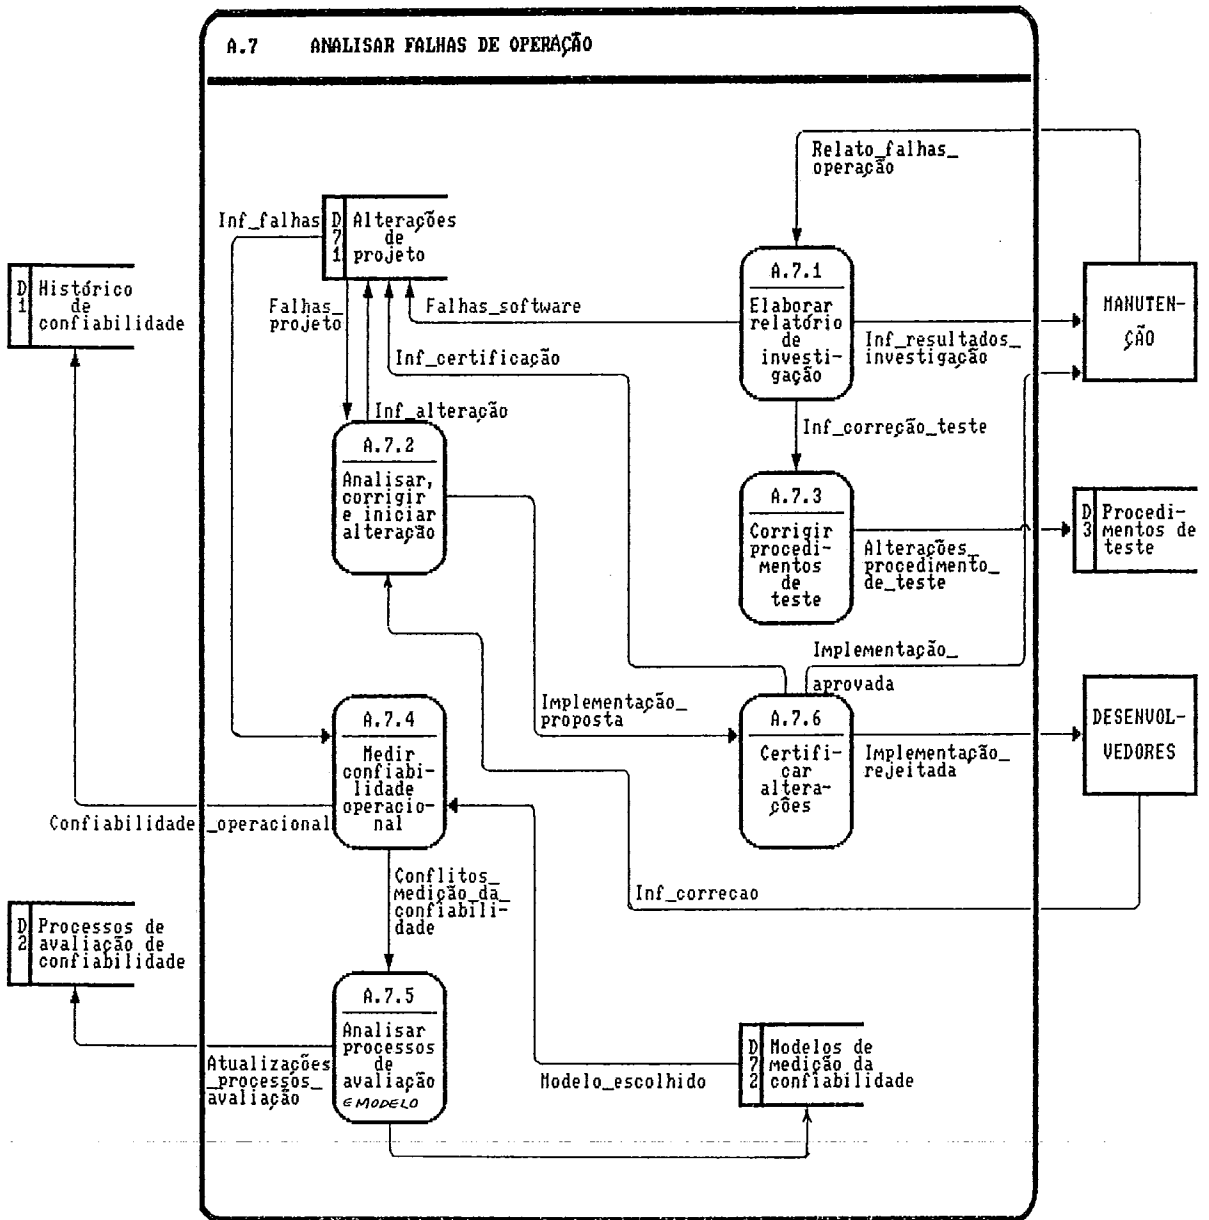 A.7 ANALISAR FALHAS DE OPERAÇÃO
Relato_falhas_
operação
Inf_falhas
D
7
1
Alterações
de
projeto
A.7.1
Elaborar
relatório
de
investi-
gação
D
1
Histórico
de
confiabilidade
Falhas_
projeto
Falhas_software
MANUTEN-
ÇÃO
Inf_resultados_
investigação
Inf_certificação
Inf_alteração
Inf_correção_teste
A.7.2
Analisar,
corrigir
e iniciar
alteração
A.7.3
Corrigir
procedi-
mentos
de
teste
D
3
Procedi-
mentos de
teste
Alterações_
procedimento_
de_teste
Implementação_
aprovada
Implementação_
proposta
A.7.4
Medir
confiabi-
lidade
operacio-
nal
A.7.6
Certifi-
car
altera-
ções
DESENVOL-
VEDORES
Implementação_
rejeitada
Confiabilidade_operacional
Conflitos_
medição_da_
confiabili-
dade
Inf_correcao
D
2
Processos de
avaliação de
confiabilidade
A.7.5
Analisar
processos
de
avaliação
E MODELO
Atualizações
_processos_
avaliação
Modelo_escolhido
D
7
2
Modelos de
medição da
confiabilidade